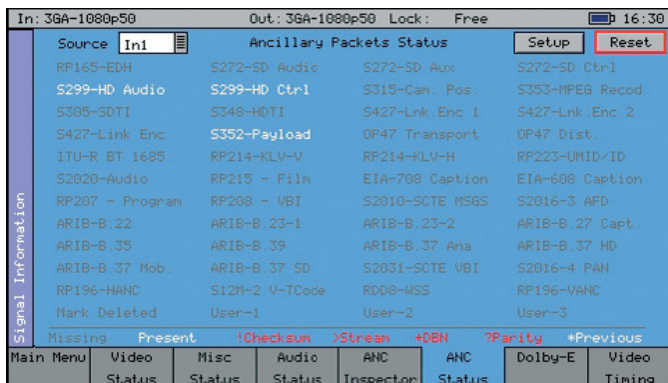 In: 3GA-1080p50 Out: 3GA-1080p50 Lock: Free 16:30
Source In1 Ancillary Packets Status Setup Reset
RP165-EDH S272-SD Audio S272-SD Aux S272-SD Ctrl
S299-HD Audio S299-HD Ctrl S315-Cam. Pos. S353-MPEG Recod
S305-SDTI S348-HDTI S427-Lnk.Enc 1 S427-Lnk.Enc 2
S427-Link Enc S352-Payload OP47 Transport OP47 Dist.
ITU-R BT 1685 RP214-KLV-V RP214-KLV-H RP223-UMID/ID
S2020-Audio RP215 - Film EIA-708 Caption EIA-608 Caption
RP207 - Program RP208 - VBI S2010-SCTE MSGS S2016-3 AFD
ARIB-B.22 ARIB-B.23-1 ARIB-B.23-2 ARIB-B.27 Capt.
ARIB-B.35 ARIB-B.39 ARIB-B.37 Ana ARIB-B.37 HD
ARIB-B.37 Mob. ARIB-B.37 SD S2031-SCTE VBI S2016-4 PAN
RP196-HANC S12M-2 V-TCode RDD8-WSS RP196-VANC
Mark Deleted User-1 User-2 User-3
Missing Present !Checksum >Stream +DBN ?Parity *Previous
Signal Information
Main Menu Video Status Misc Status Audio Status ANC Inspector ANC Status Dolby-E Video Timing